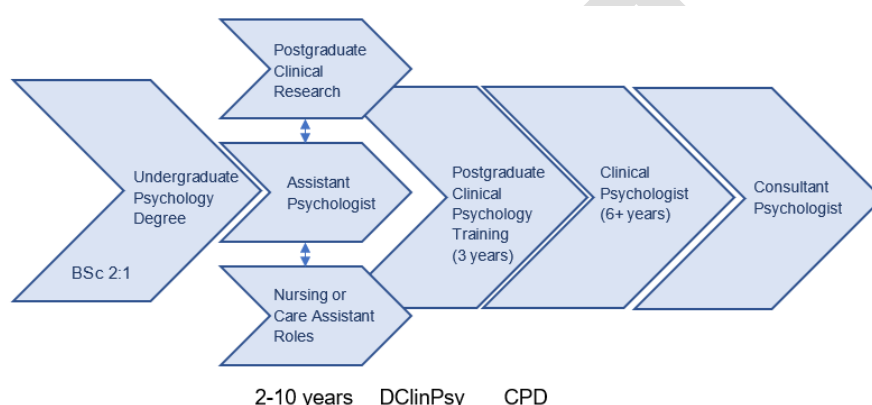 Undergraduate
Psychology
Degree
BSc 2:1
Postgraduate
Clinical
Research
Assistant
Psychologist
Nursing or
Care Assistant
Roles
Postgraduate
Clinical
Psychology
Training
(3 years)
Clinical
Psychologist
(6+ years)
Consultant
Psychologist
2-10 years DClinPsy CPD